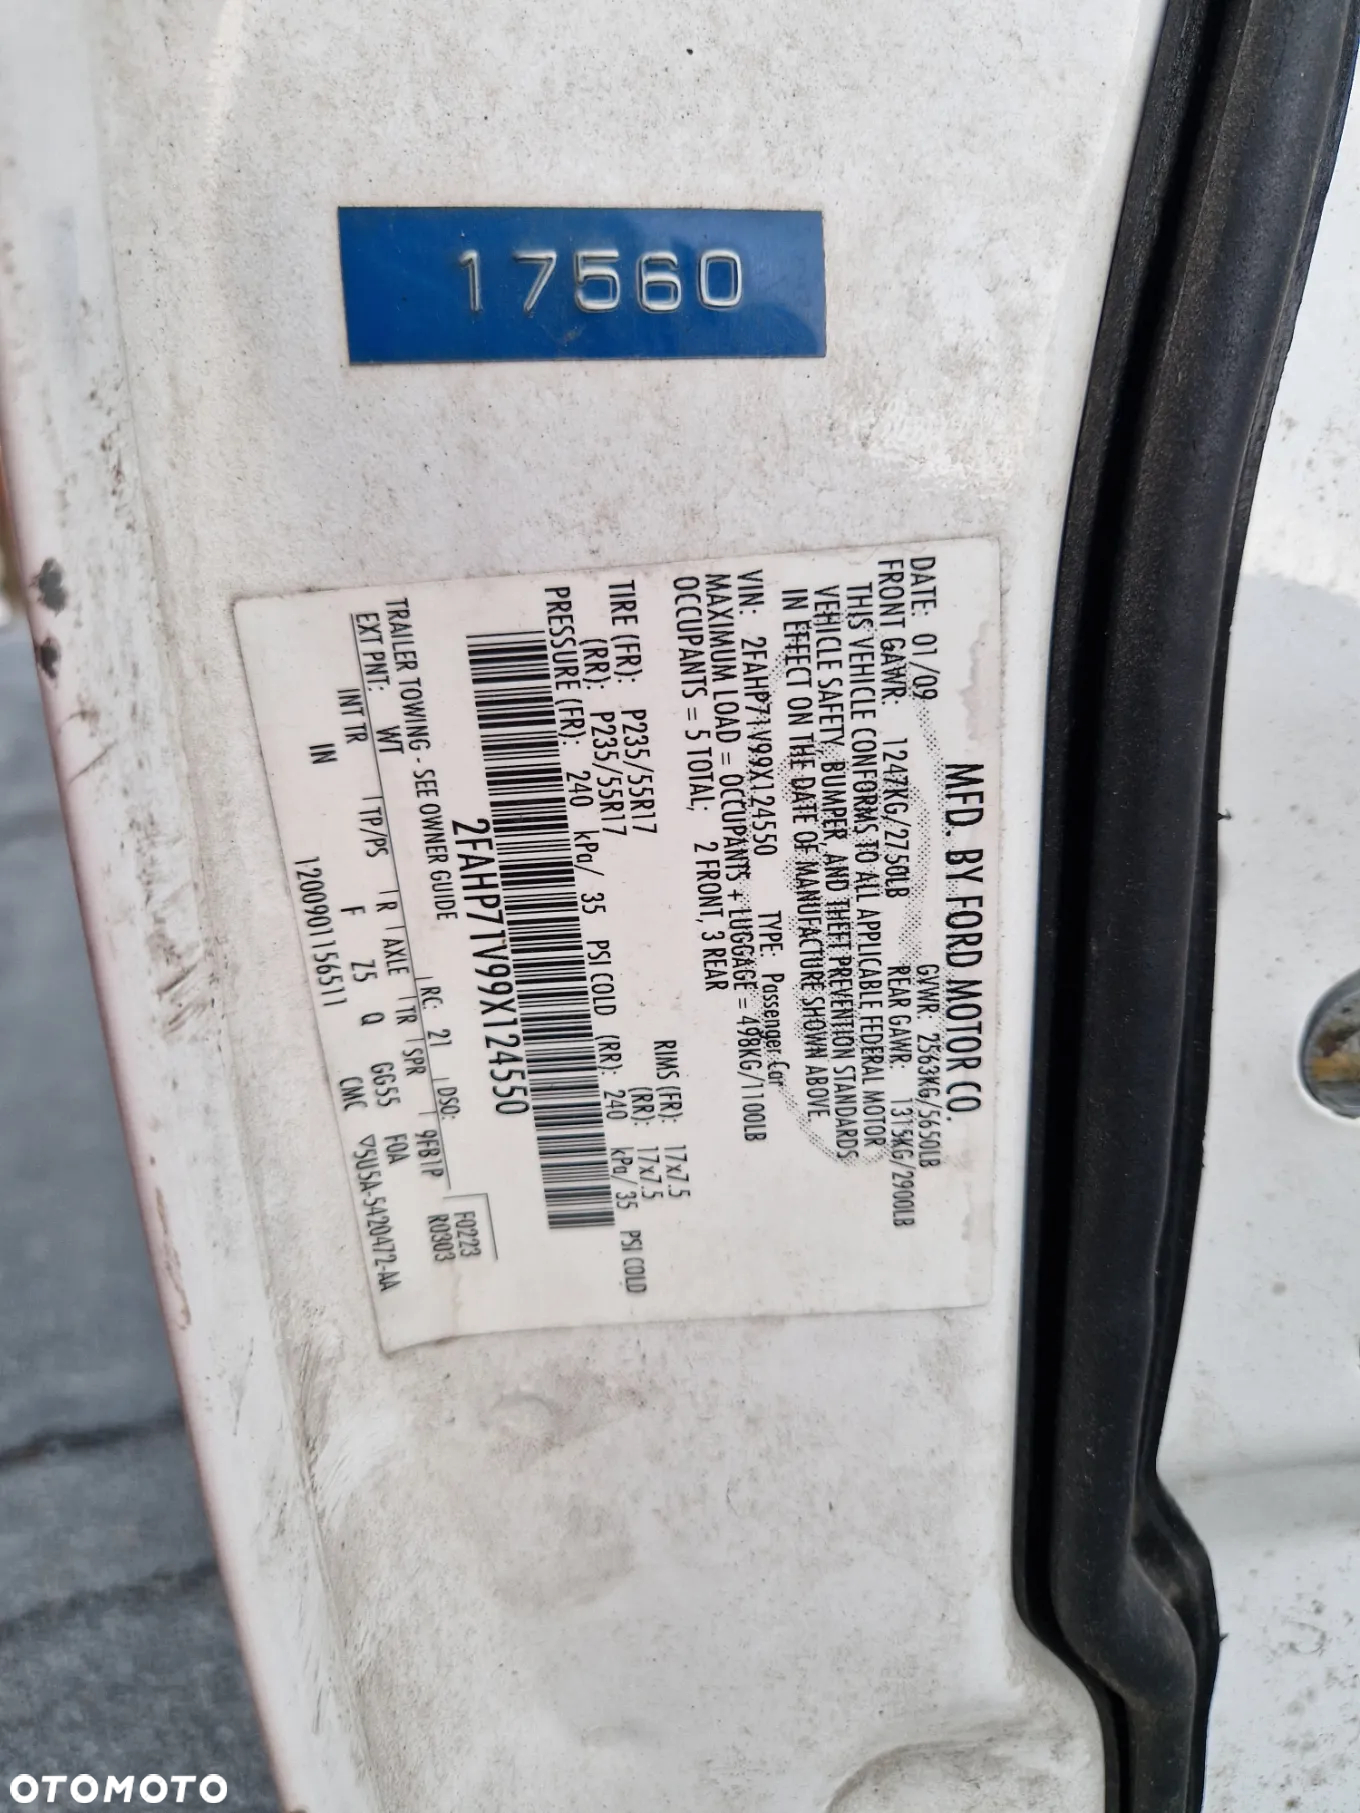 17560
MFD. BY FORD MOTOR CO.
DATE: 01/09 GVWR: 2563KG/5650LB
FRONT GAWR: 1247KG/2750LB REAR GAWR: 1315KG/2900LB
THIS VEHICLE CONFORMS TO ALL APPLICABLE FEDERAL MOTOR
VEHICLE SAFETY, BUMPER, AND THEFT PREVENTION STANDARDS
IN EFFECT ON THE DATE OF MANUFACTURE SHOWN ABOVE.
VIN: 2FAHP71V99X124550 TYPE: Passenger Car
MAXIMUM LOAD = OCCUPANTS + LUGGAGE = 498KG/1100LB
OCCUPANTS = 5 TOTAL; 2 FRONT, 3 REAR
TIRE (FR): P235/55R17 RIMS (FR): 17x7.5
(RR): P235/55R17 (RR): 17x7.5
PRESSURE (FR): 240 kPa/ 35 PSI COLD (RR): 240 kPa/ 35 PSI COLD
2FAHP71V99X124550
F0223
R0303
TRAILER TOWING - SEE OWNER GUIDE RC: 21 DSO: 9FB1P
EXT PNT: WT
INT TR TP/PS R AXLE TR SPR
IN F Z5 Q GG55 F0A
120090115651​1 CMC ▽5U5A-5420472-AA
OTOMOTO